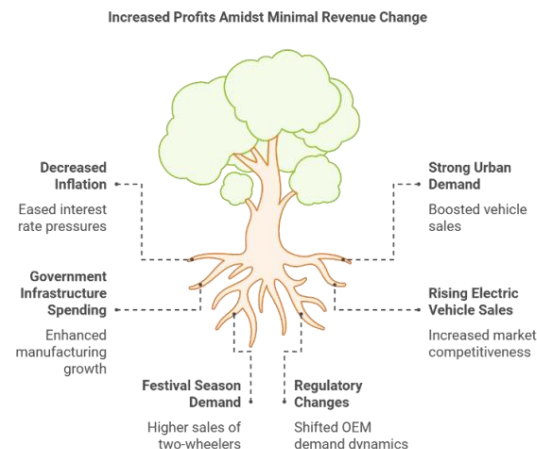 Increased Profits Amidst Minimal Revenue Change
Decreased
Inflation
Eased interest
rate pressures
Strong Urban
Demand
Boosted vehicle
sales
Government
Infrastructure
Spending
Enhanced
manufacturing
growth
Rising Electric
Vehicle Sales
Increased market
competitiveness
Festival Season
Demand
Higher sales of
two-wheelers
Regulatory
Changes
Shifted OEM
demand dynamics